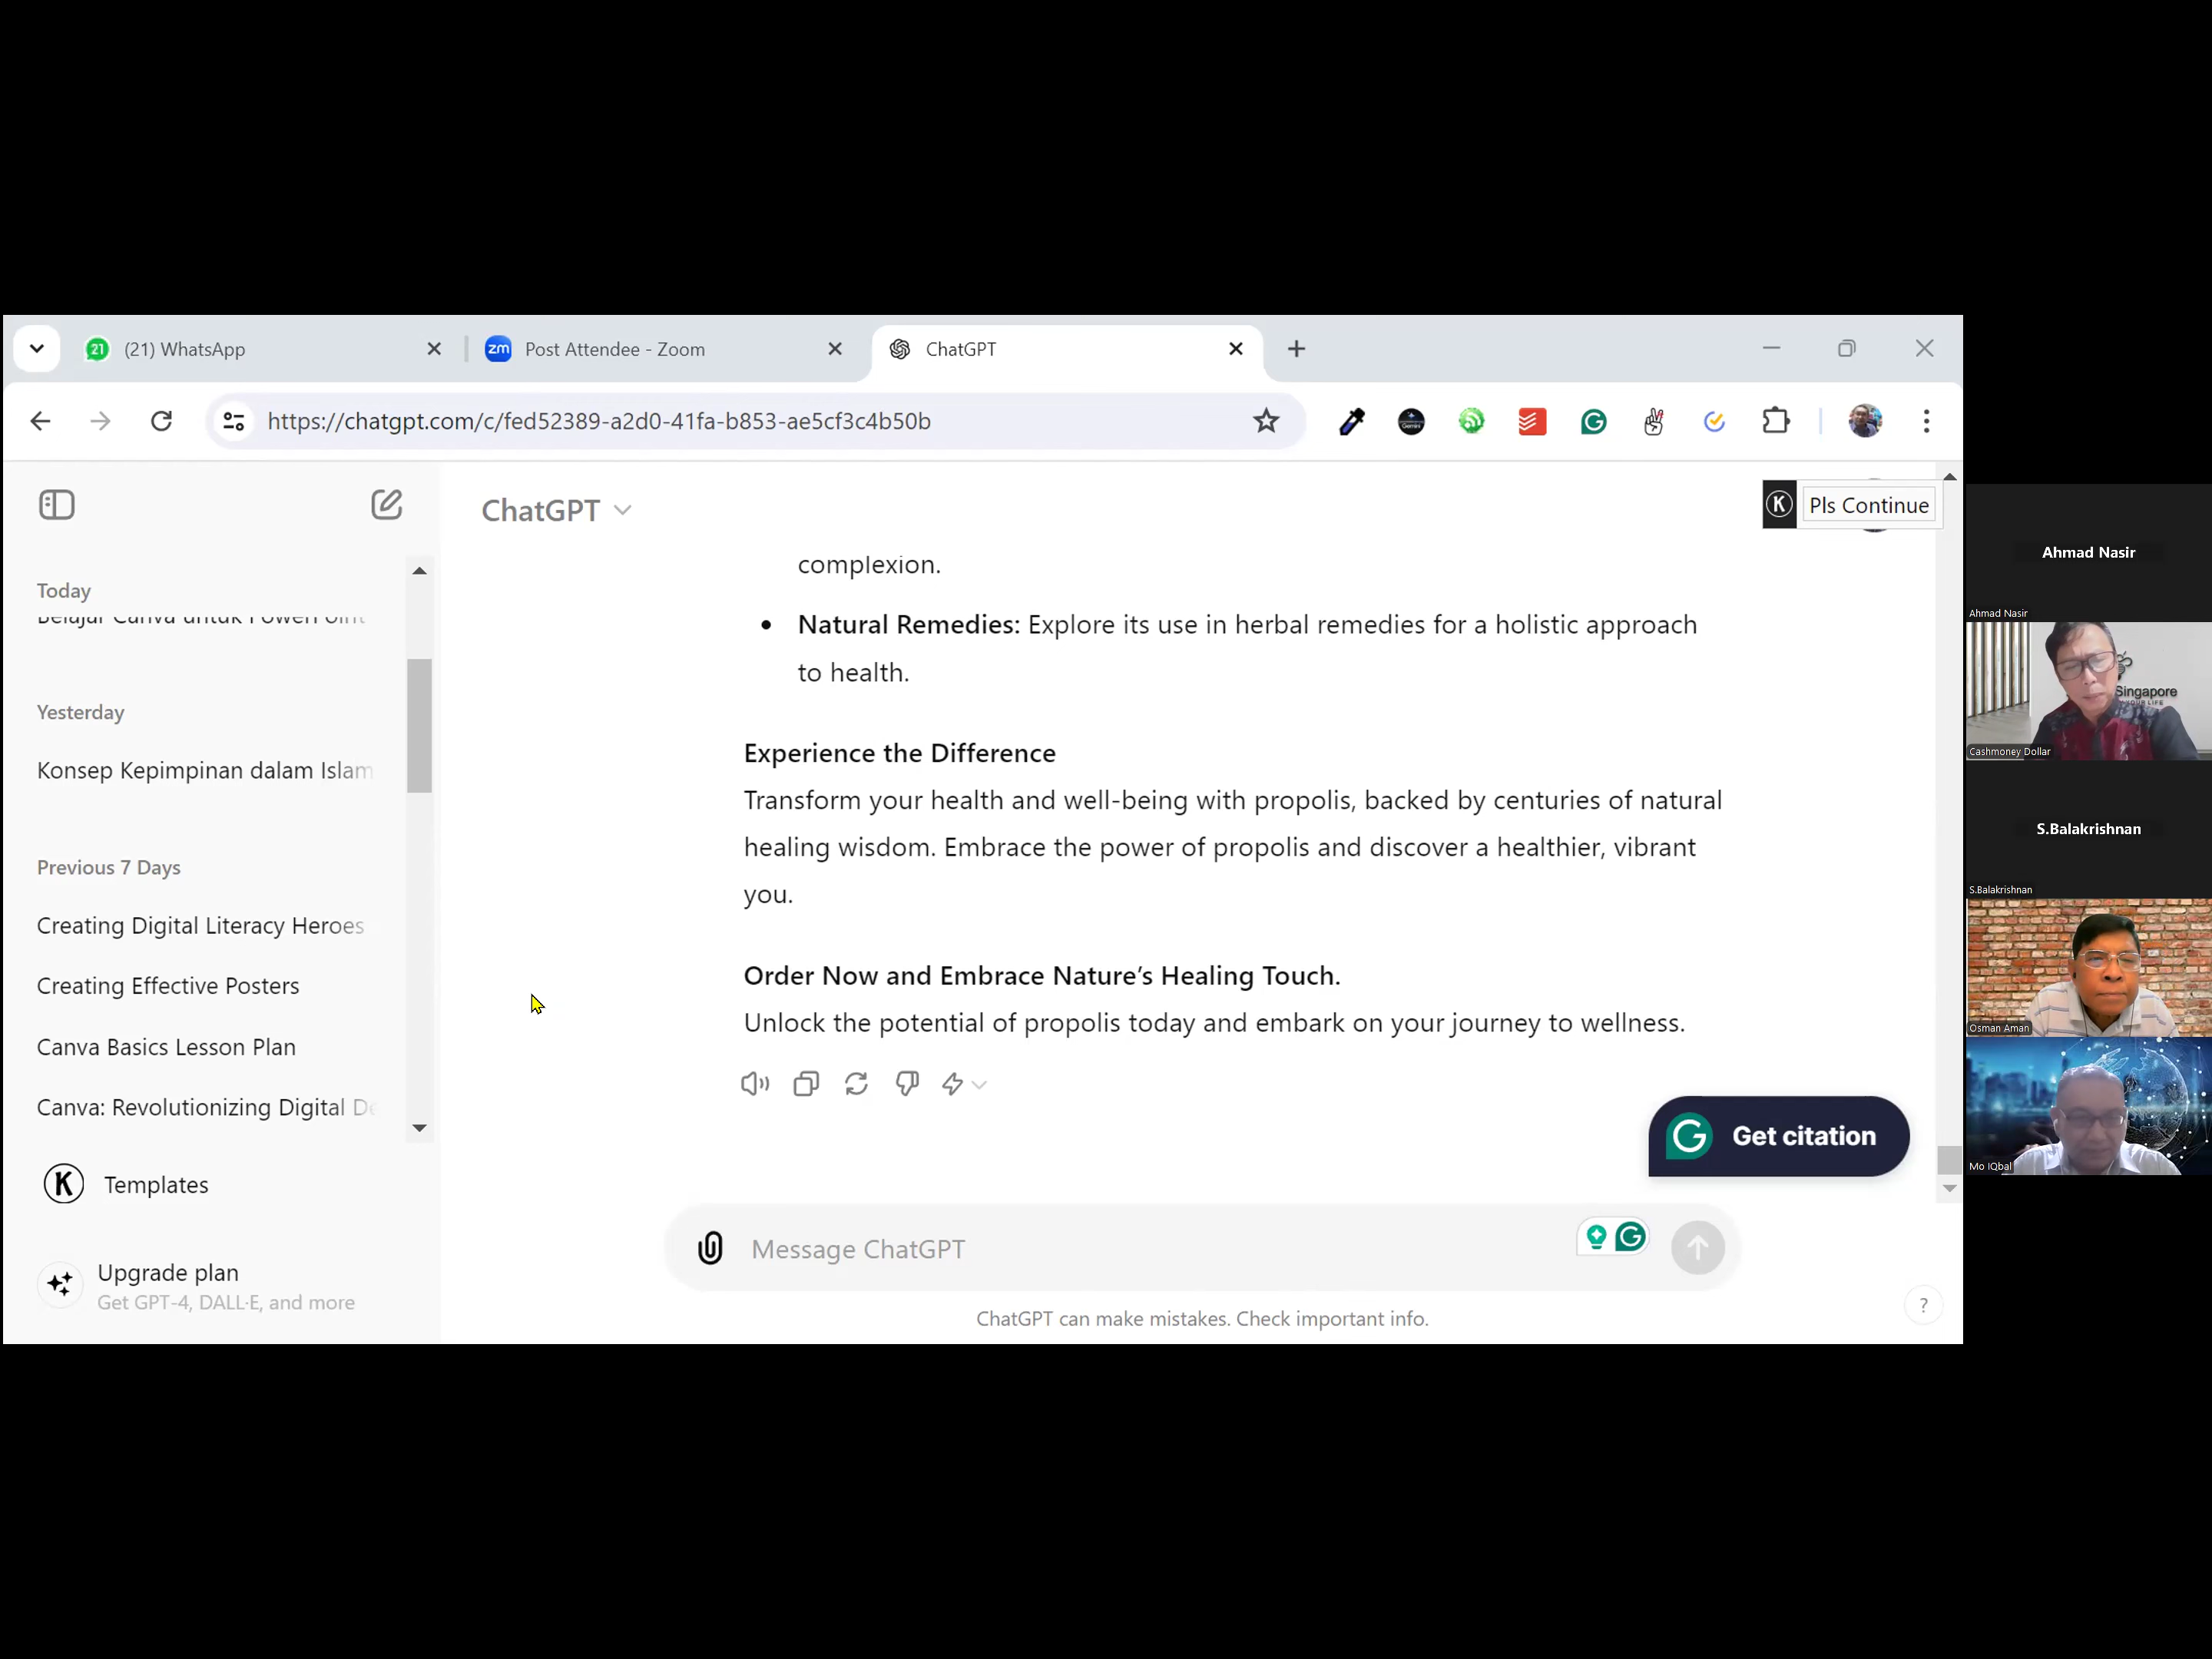 21
(21) WhatsApp
zm
Post Attendee - Zoom
ChatGPT
https://chatgpt.com/c/fed52389-a2d0-41fa-b853-ae5cf3c4b50b
ChatGPT
K
Pls Continue
Today
Belajar Canva untuk PowerPoint
Yesterday
Konsep Kepimpinan dalam Islam
Previous 7 Days
Creating Digital Literacy Heroes
Creating Effective Posters
Canva Basics Lesson Plan
Canva: Revolutionizing Digital De
K
Templates
Upgrade plan
Get GPT-4, DALL·E, and more
complexion.
• Natural Remedies: Explore its use in herbal remedies for a holistic approach
to health.
Experience the Difference
Transform your health and well-being with propolis, backed by centuries of natural
healing wisdom. Embrace the power of propolis and discover a healthier, vibrant
you.
Order Now and Embrace Nature’s Healing Touch.
Unlock the potential of propolis today and embark on your journey to wellness.
G
Get citation
Message ChatGPT
G
ChatGPT can make mistakes. Check important info.
?
Ahmad Nasir
Ahmad Nasir
Singapore
Cashmoney Dollar
S.Balakrishnan
S.Balakrishnan
Osman Aman
Mo IQbal